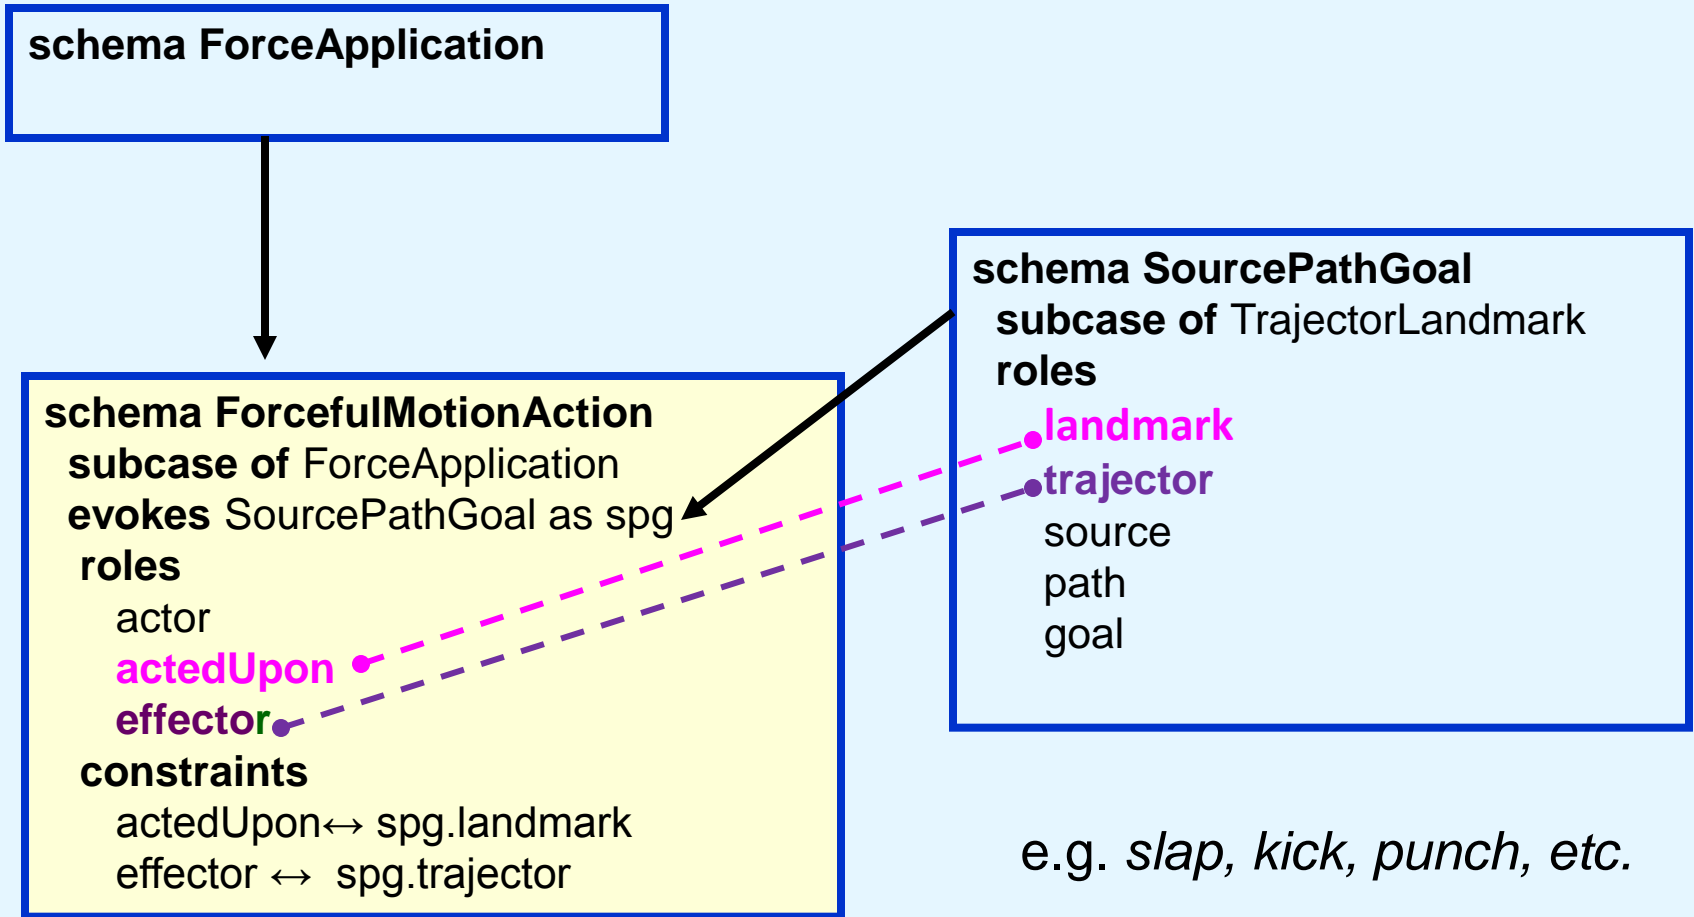 schema ForceApplication
schema ForcefulMotionAction
subcase of ForceApplication
evokes SourcePathGoal as spg
roles
actor
actedUpon
effector
constraints
actedUpon↔ spg.landmark
effector ↔ spg.trajector
schema SourcePathGoal
subcase of TrajectorLandmark
roles
landmark
trajector
source
path
goal
e.g. slap, kick, punch, etc.